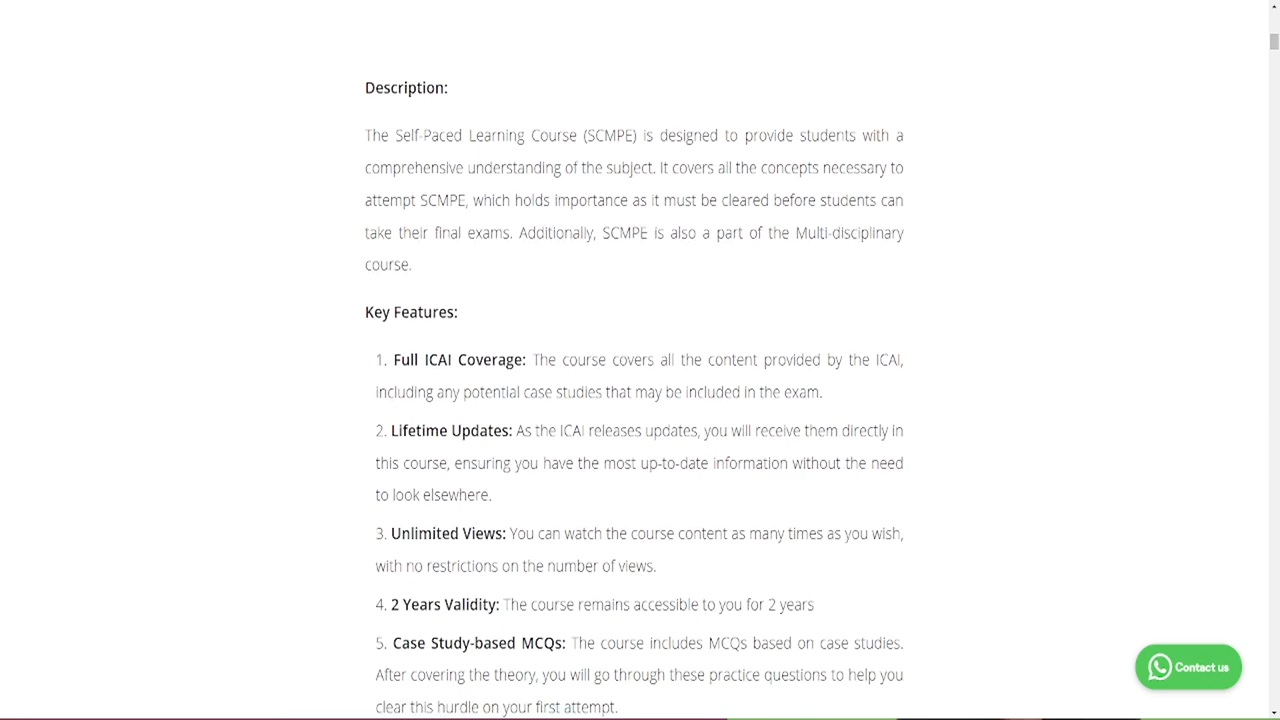 Description:
The Self-Paced Learning Course (SCMPE) is designed to provide students with a
comprehensive understanding of the subject. It covers all the concepts necessary to
attempt SCMPE, which holds importance as it must be cleared before students can
take their final exams. Additionally, SCMPE is also a part of the Multi-disciplinary
course.
Key Features:
1. Full ICAI Coverage: The course covers all the content provided by the ICAI,
including any potential case studies that may be included in the exam.
2. Lifetime Updates: As the ICAI releases updates, you will receive them directly in
this course, ensuring you have the most up-to-date information without the need
to look elsewhere.
3. Unlimited Views: You can watch the course content as many times as you wish,
with no restrictions on the number of views.
4. 2 Years Validity: The course remains accessible to you for 2 years
5. Case Study-based MCQs: The course includes MCQs based on case studies.
After covering the theory, you will go through these practice questions to help you
clear this hurdle on your first attempt.
Contact us